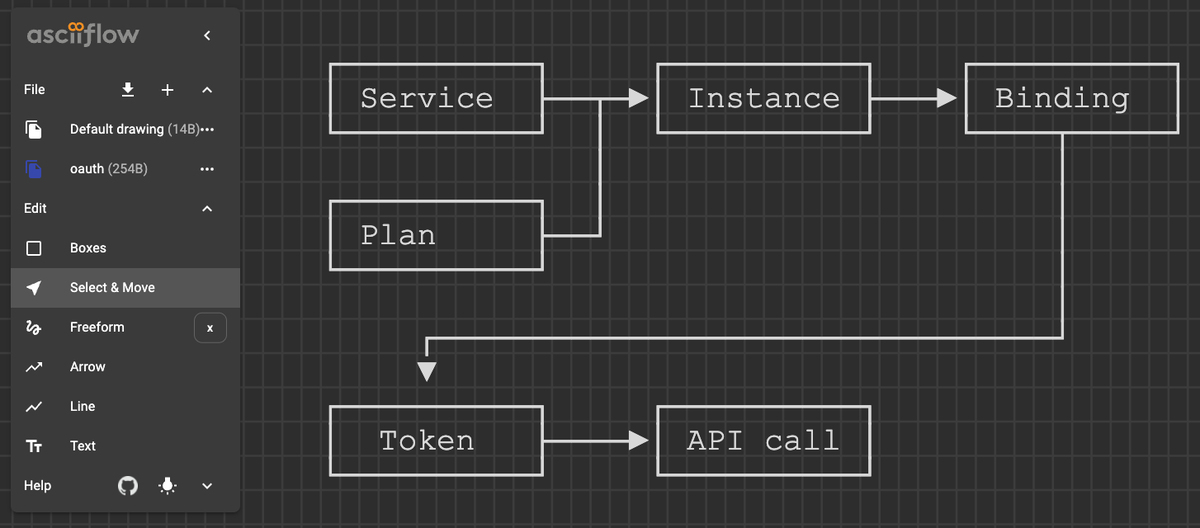 asciiflow
File
Default drawing (14B)
oauth (254B)
Edit
Boxes
Select & Move
Freeform
x
Arrow
Line
Text
Help
Service
Instance
Binding
Plan
Token
API call